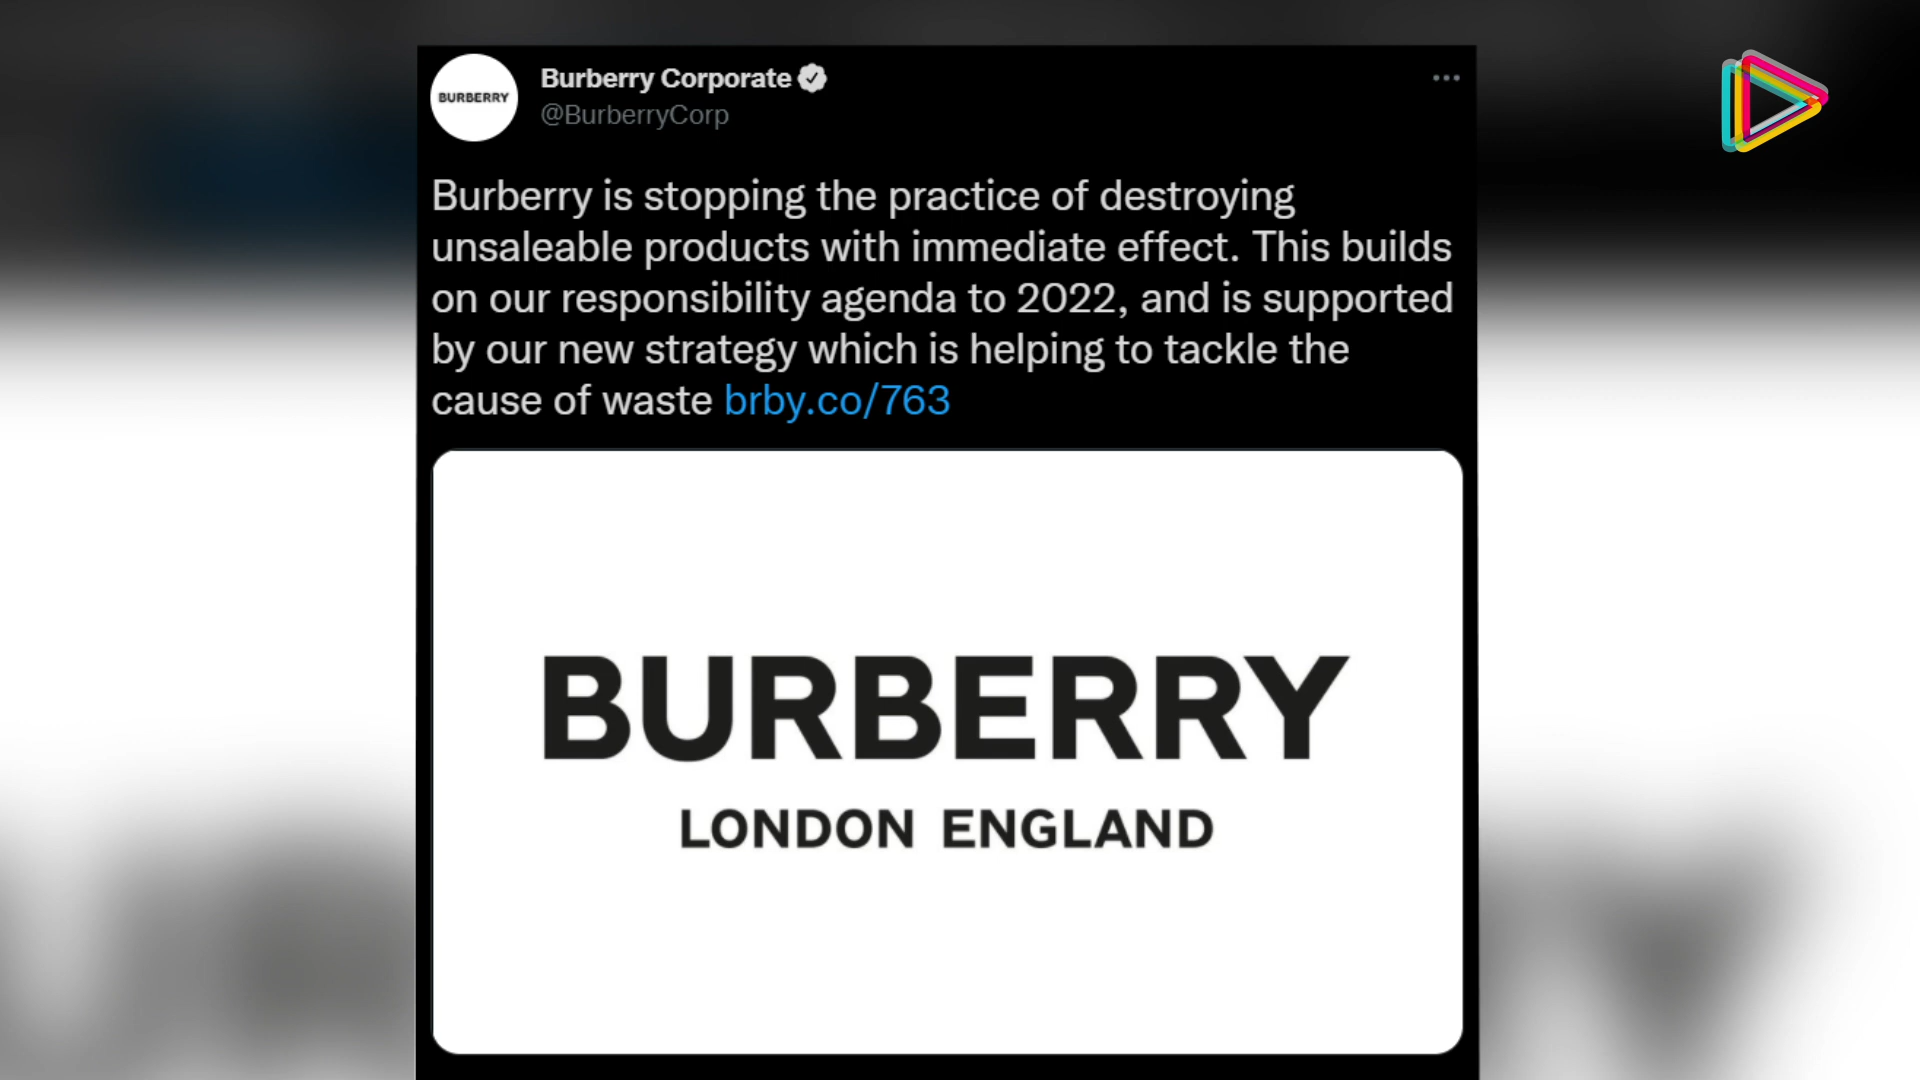 BURBERRY
Burberry Corporate
@BurberryCorp
Burberry is stopping the practice of destroying
unsaleable products with immediate effect. This builds
on our responsibility agenda to 2022, and is supported
by our new strategy which is helping to tackle the
cause of waste brby.co/763
BURBERRY
LONDON ENGLAND